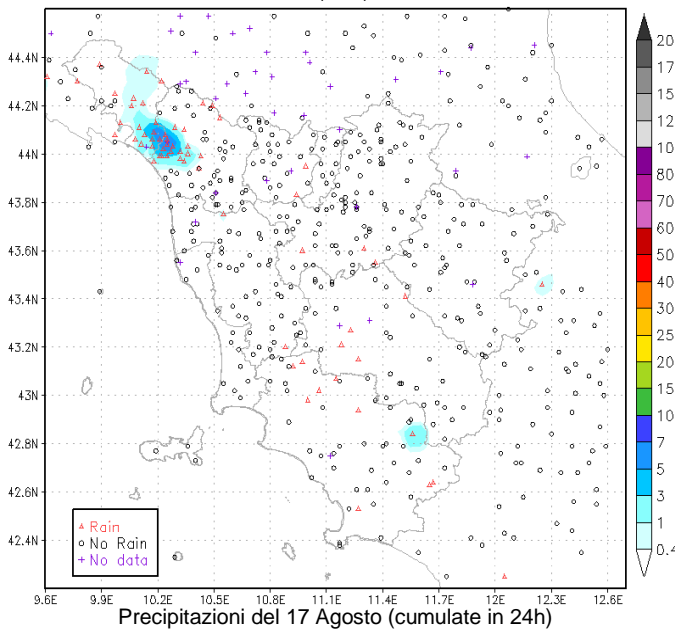 44.4N
44.2N
44N
43.8N
43.6N
43.4N
43.2N
43N
42.8N
42.6N
42.4N
20
17
15
12
10
80
70
60
50
40
30
25
20
15
10
7
5
3
1
0.4
Rain
No Rain
No data
9.6E 9.9E 10.2E 10.5E 10.8E 11.1E 11.4E 11.7E 12E 12.3E 12.6E
Precipitazioni del 17 Agosto (cumulate in 24h)